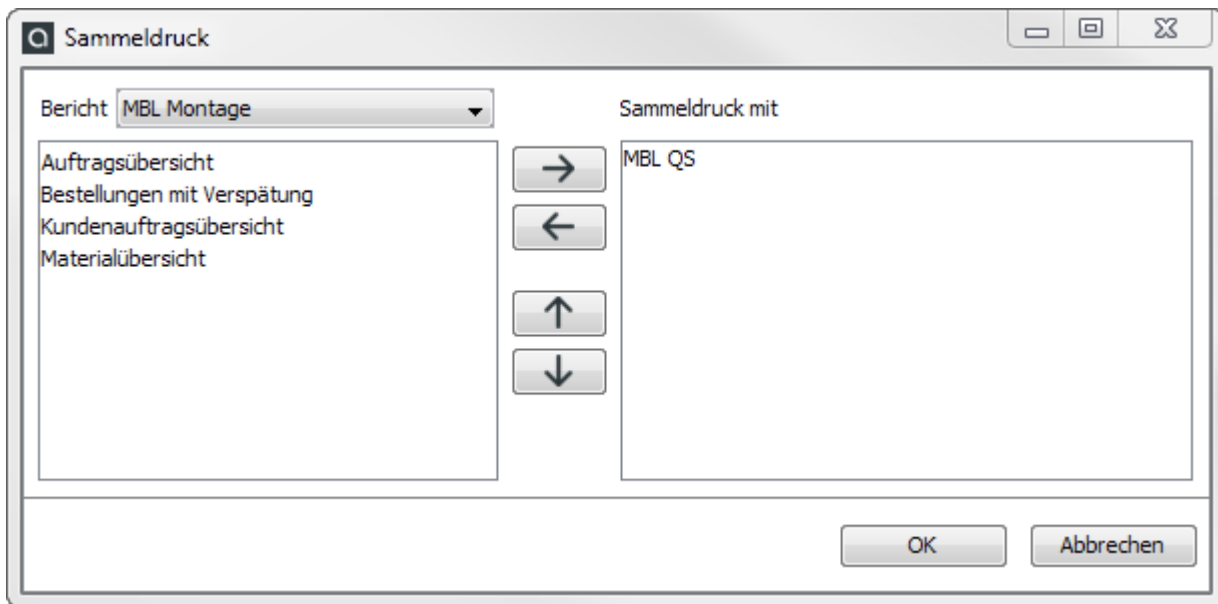 Sammeldruck
Bericht MBL Montage
Sammeldruck mit
Auftragsübersicht
Bestellungen mit Verspätung
Kundenauftragsübersicht
Materialübersicht
MBL QS
OK
Abbrechen